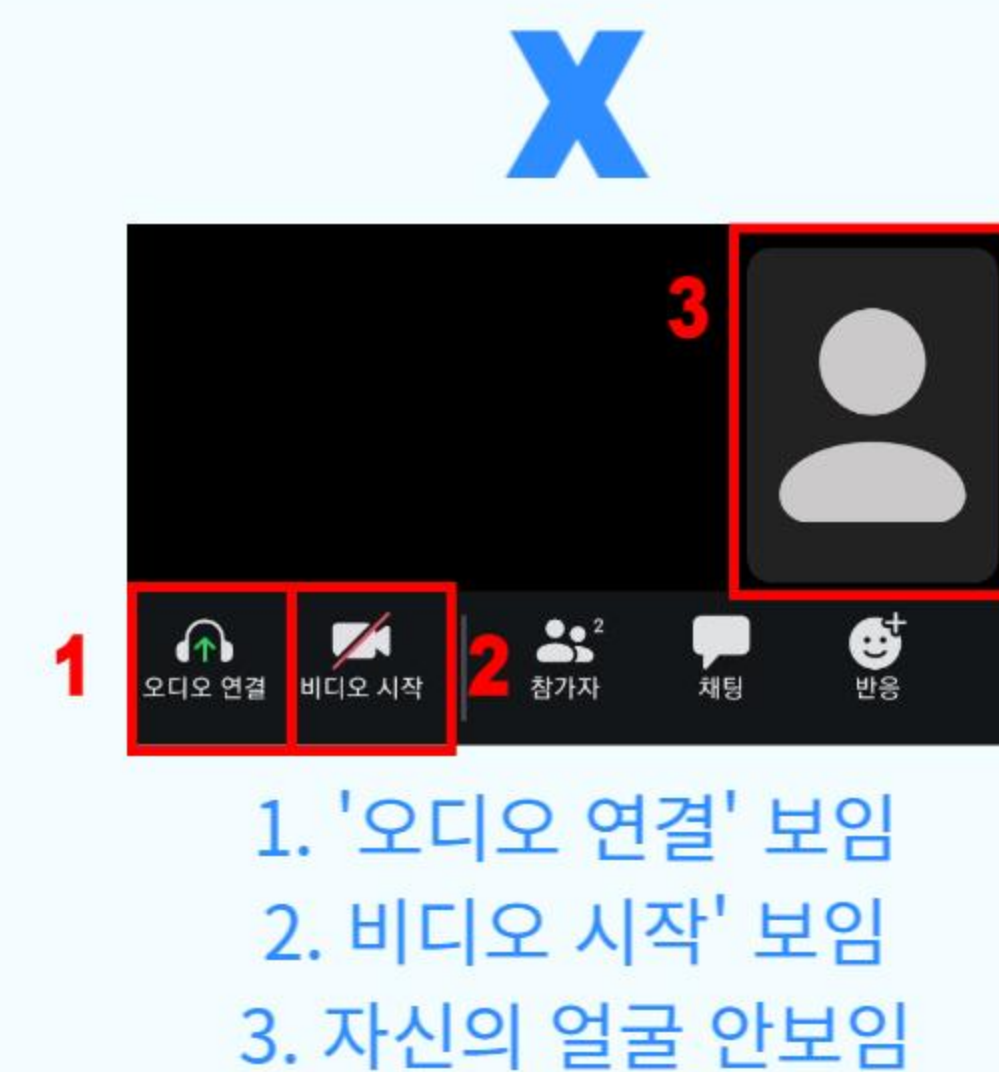 X
3
1
2
2
오디오 연결
비디오 시작
참가자
채팅
반응
1. '오디오 연결' 보임
2. 비디오 시작' 보임
3. 자신의 얼굴 안보임